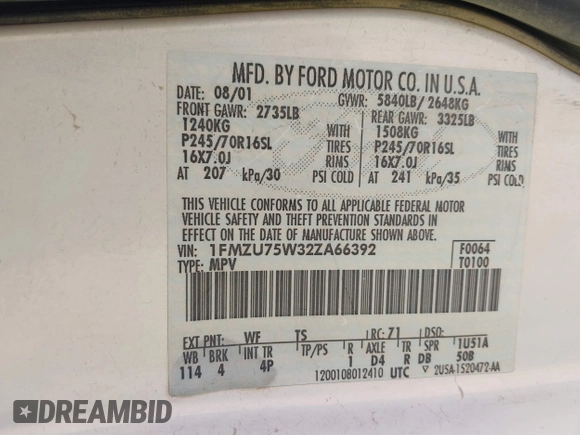 MFD. BY FORD MOTOR CO. IN U.S.A.
DATE: 08/01 GVWR: 5840LB/2648KG
FRONT GAWR: 2735LB REAR GAWR: 3325LB
1240KG WITH 1508KG WITH
P245/70R16SL TIRES P245/70R16SL TIRES
16X7.0J RIMS 16X7.0J RIMS
AT 207 kPa/30 PSI COLD AT 241 kPa/35 PSI COLD
THIS VEHICLE CONFORMS TO ALL APPLICABLE FEDERAL MOTOR
VEHICLE SAFETY AND THEFT PREVENTION STANDARDS IN
EFFECT ON THE DATE OF MANUFACTURE SHOWN ABOVE.
VIN: 1FMZU75W32ZA66392 F0064
TYPE: MPV T0100
EXT PNT: WF TS RC: 71 DSO:
WB BRK INT TR TP/PS R AXLE TR SPR 1U51A
114 4 4P 1 D4 R DB 50B
1200108012410 UTC ▽ 2USA-1520472-AA
DREAMBID